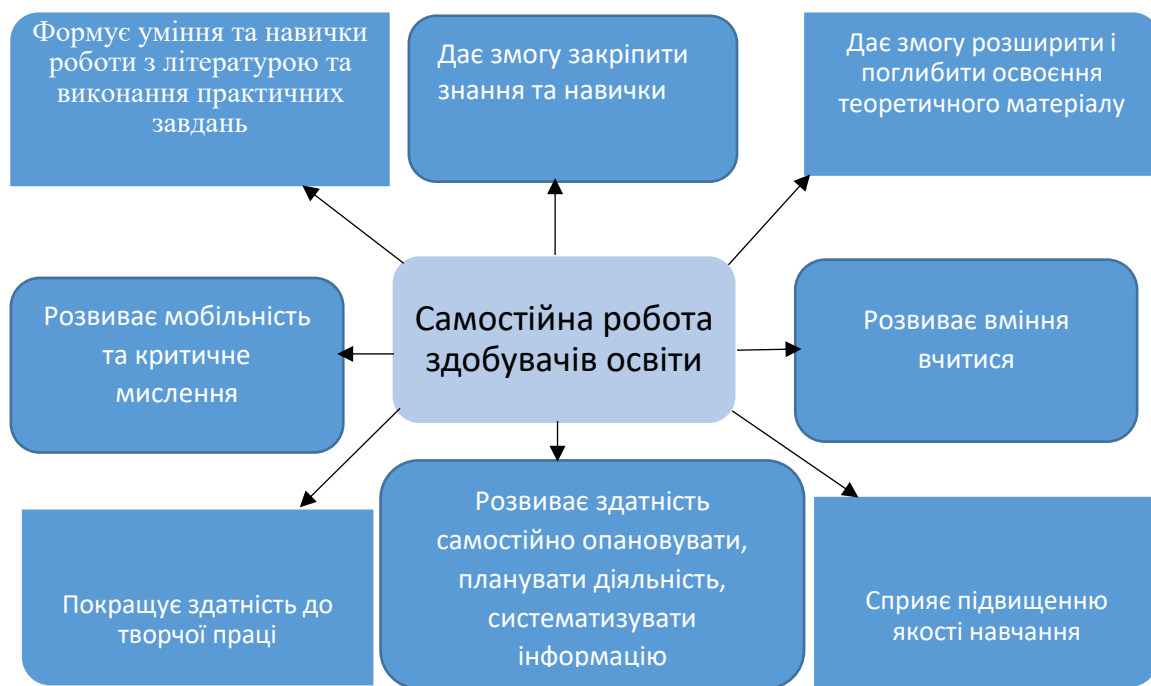 Формує уміння та навички
роботи з літературою та
виконання практичних
завдань
Дає змогу закріпити
знання та навички
Дає змогу розширити і
поглибити освоєння
теоретичного матеріалу
Розвиває мобільність
та критичне
мислення
Самостійна робота
здобувачів освіти
Розвиває вміння
вчитися
Покращує здатність до
творчої праці
Розвиває здатність
самостійно опановувати,
планувати діяльність,
систематизувати
інформацію
Сприяє підвищенню
якості навчання